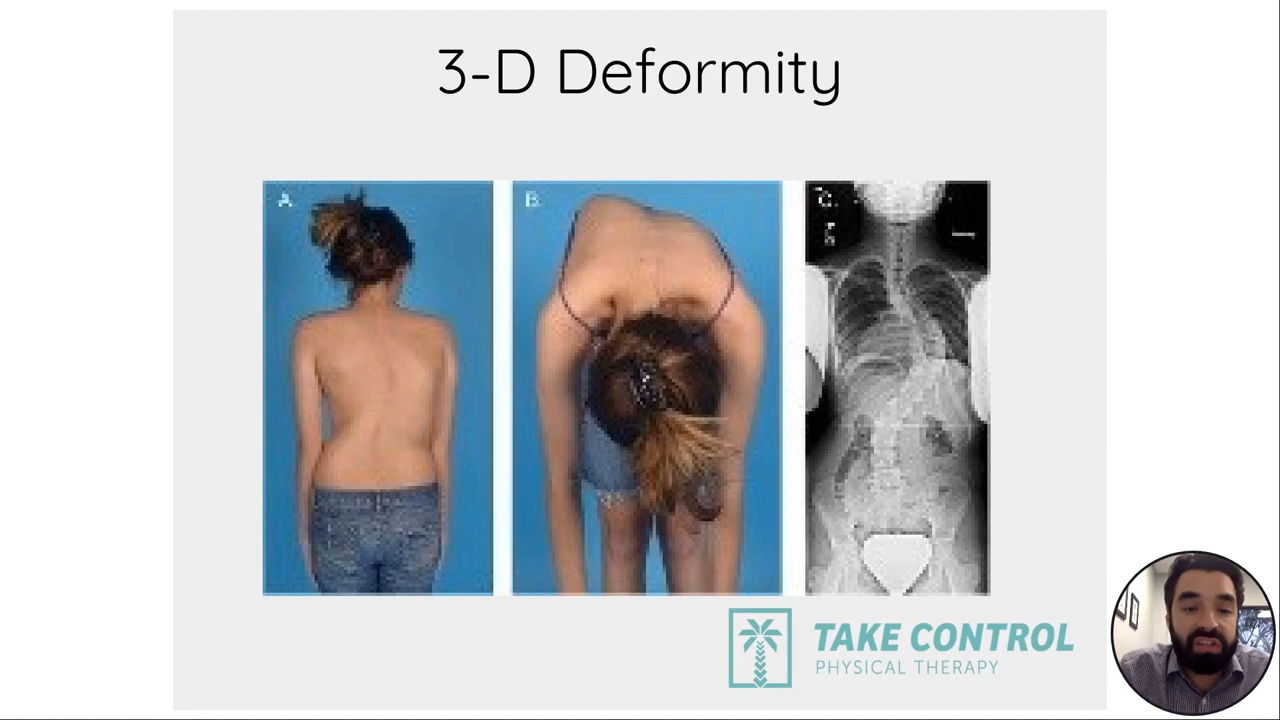 3-D Deformity
A.
B.
C.
TAKE CONTROL
PHYSICAL THERAPY